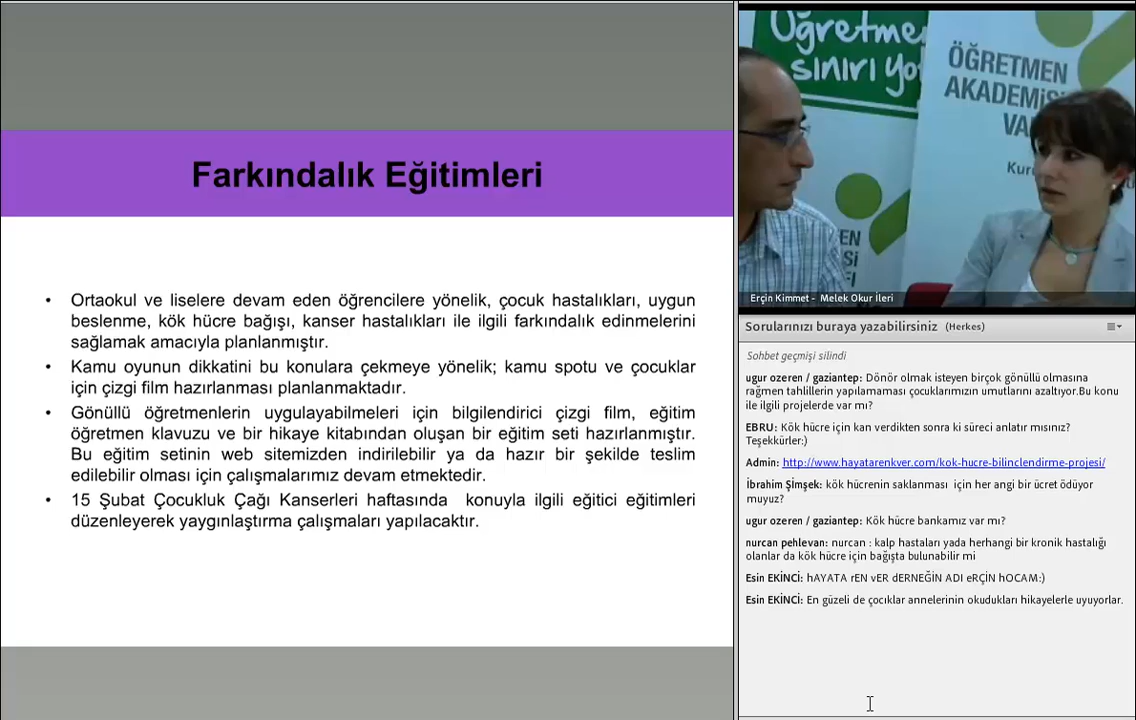 Farkındalık Eğitimleri
• Ortaokul ve liselere devam eden öğrencilere yönelik, çocuk hastalıkları, uygun
beslenme, kök hücre bağışı, kanser hastalıkları ile ilgili farkındalık edinmelerini
sağlamak amacıyla planlanmıştır.
• Kamu oyunun dikkatini bu konulara çekmeye yönelik; kamu spotu ve çocuklar
için çizgi film hazırlanması planlanmaktadır.
• Gönüllü öğretmenlerin uygulayabilmeleri için bilgilendirici çizgi film, eğitim
öğretmen klavuzu ve bir hikaye kitabından oluşan bir eğitim seti hazırlanmıştır.
Bu eğitim setinin web sitemizden indirilebilir ya da hazır bir şekilde teslim
edilebilir olması için çalışmalarımız devam etmektedir.
• 15 Şubat Çocukluk Çağı Kanserleri haftasında konuyla ilgili eğitici eğitimleri
düzenleyerek yaygınlaştırma çalışmaları yapılacaktır.
Öğretme
sınırı yo
ÖĞRETMEN
AKADEMİS
VA
Kuru
Erçin Kimmet - Melek Okur İleri
Sorularınızı buraya yazabilirsiniz (Herkes)
Sohbet geçmişi silindi
ugur ozeren / gaziantep: Dönör olmak isteyen birçok gönüllü olmasına
rağmen tahlillerin yapılamaması çocuklarımızın umutlarını azaltıyor.Bu konu
ile ilgili projelerde var mı?
EBRU: Kök hücre için kan verdikten sonra ki süreci anlatır mısınız?
Teşekkürler:)
Admin: http://www.hayatarenkver.com/kok-hucre-bilinclendirme-projesi/
İbrahim Şimşek: kök hücrenin saklanması için her angi bir ücret ödüyor
muyuz?
ugur ozeren / gaziantep: Kök hücre bankamız var mı?
nurcan pehlevan: nurcan : kalp hastaları yada herhangi bir kronik hastalığı
olanlar da kök hücre için bağışta bulunabilir mi
Esin EKİNCİ: hAYATA rEN vER dERNEĞİN ADI eRÇİN hOCAM:)
Esin EKİNCİ: En güzeli de çocıklar annelerinin okudukları hikayelerle uyuyorlar.